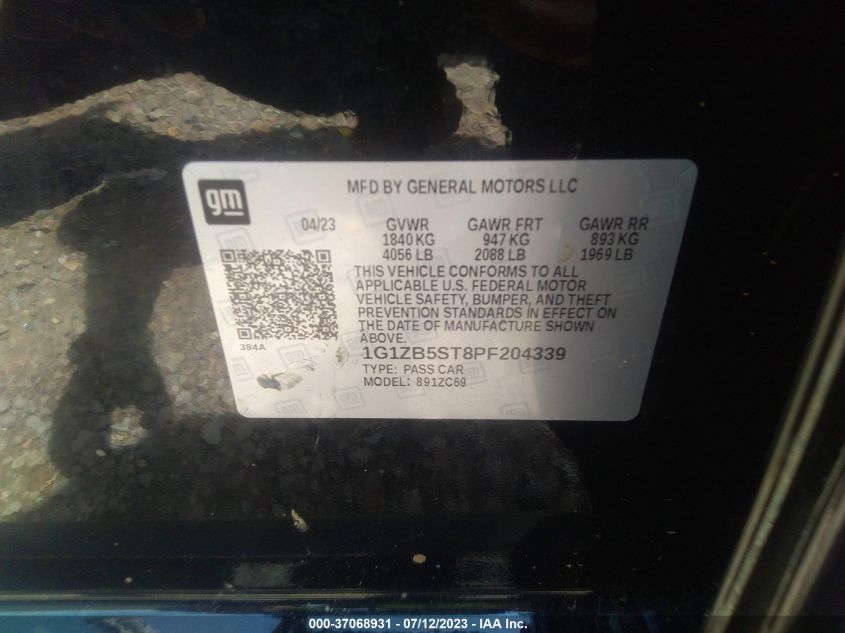 gm
MFD BY GENERAL MOTORS LLC
04/23 GVWR GAWR FRT GAWR RR
1840 KG 947 KG 893 KG
4056 LB 2088 LB 1969 LB
THIS VEHICLE CONFORMS TO ALL
APPLICABLE U.S. FEDERAL MOTOR
VEHICLE SAFETY, BUMPER, AND THEFT
PREVENTION STANDARDS IN EFFECT ON
THE DATE OF MANUFACTURE SHOWN
ABOVE.
384A
1G1ZB5ST8PF204339
TYPE: PASS CAR
MODEL: 891ZC69
000-37068931 - 07/12/2023 - IAA Inc.